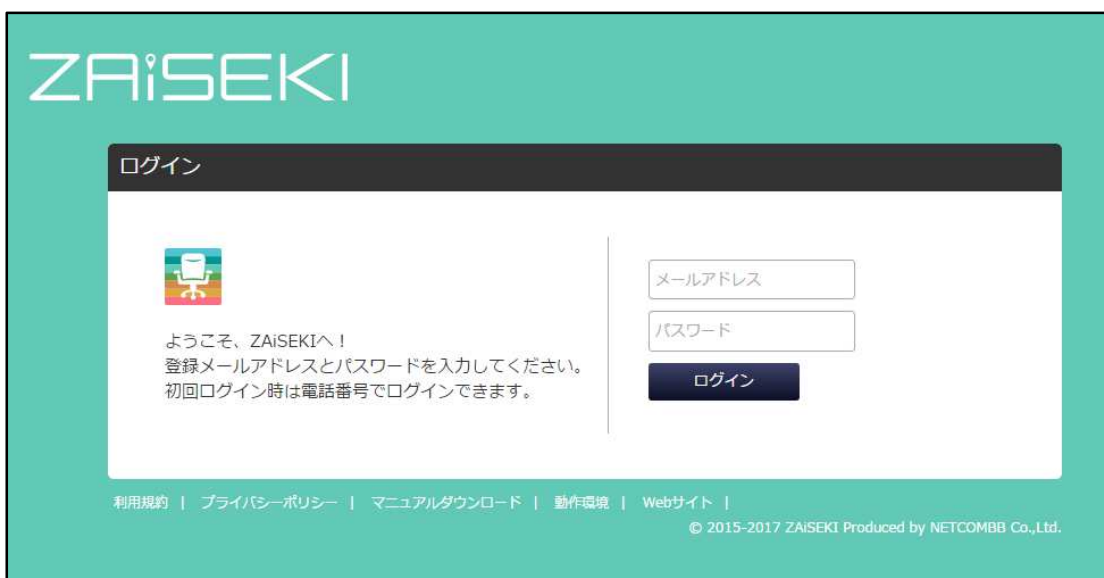 ZAiSEKI
ログイン
ようこそ、ZAiSEKIへ！
登録メールアドレスとパスワードを入力してください。
初回ログイン時は電話番号でログインできます。
メールアドレス
パスワード
ログイン
利用規約 | プライバシーポリシー | マニュアルダウンロード | 動作環境 | Webサイト |
© 2015-2017 ZAiSEKI Produced by NETCOMBB Co.,Ltd.